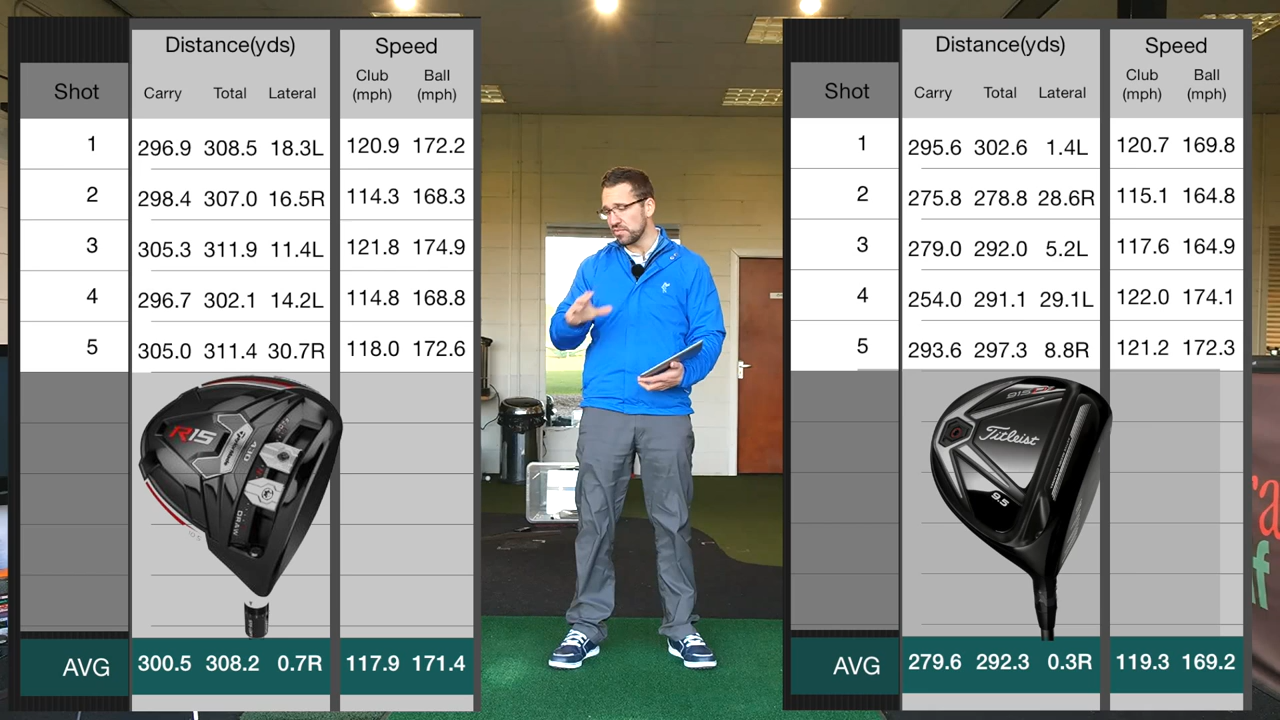 Distance(yds) Speed
Shot Carry Total Lateral Club (mph) Ball (mph)
1 296.9 308.5 18.3L 120.9 172.2
2 298.4 307.0 16.5R 114.3 168.3
3 305.3 311.9 11.4L 121.8 174.9
4 296.7 302.1 14.2L 114.8 168.8
5 305.0 311.4 30.7R 118.0 172.6
R15
TaylorMade
DRAW
AVG 300.5 308.2 0.7R 117.9 171.4
Distance(yds) Speed
Shot Carry Total Lateral Club (mph) Ball (mph)
1 295.6 302.6 1.4L 120.7 169.8
2 275.8 278.8 28.6R 115.1 164.8
3 279.0 292.0 5.2L 117.6 164.9
4 254.0 291.1 29.1L 122.0 174.1
5 293.6 297.3 8.8R 121.2 172.3
Titleist
9.5
AVG 279.6 292.3 0.3R 119.3 169.2